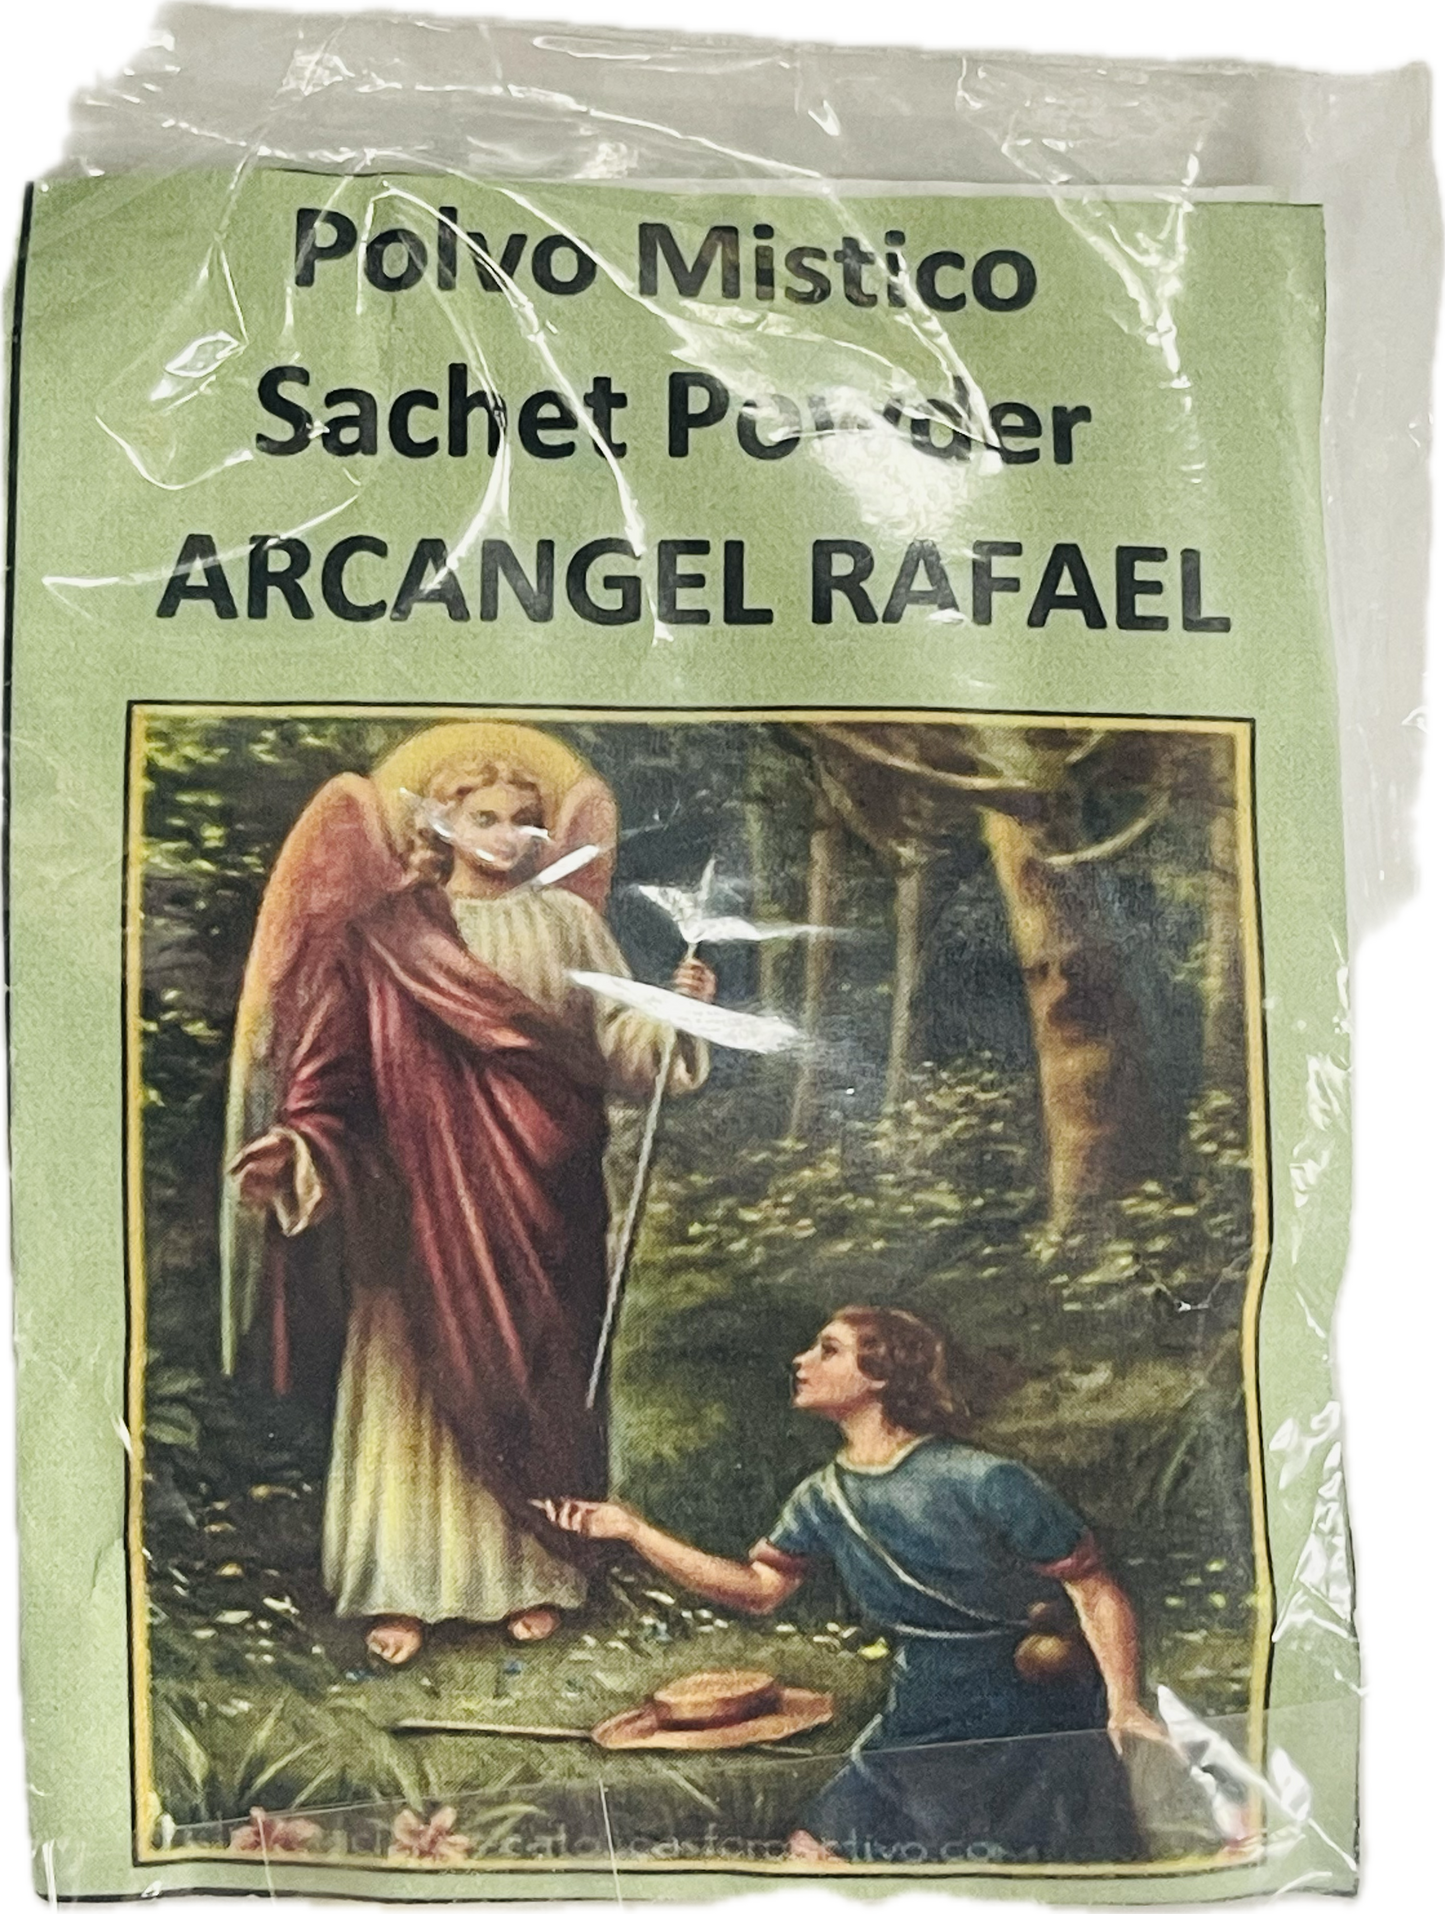 Polvo Mistico
Sachet Powder
ARCANGEL RAFAEL